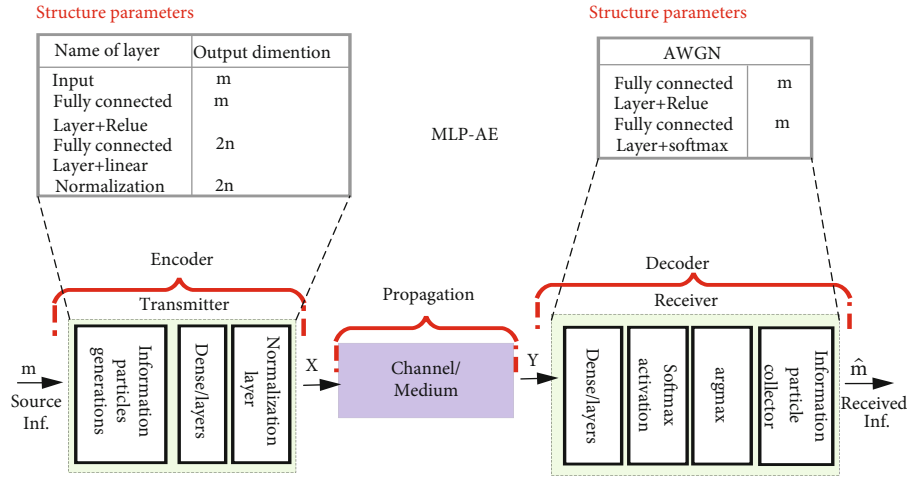 Structure parameters
Name of layer Output dimention
Input m
Fully connected m
Layer+Relue
Fully connected 2n
Layer+linear
Normalization 2n
MLP-AE
Structure parameters
AWGN
Fully connected m
Layer+Relue
Fully connected m
Layer+softmax
Encoder
Transmitter
m
Source
Inf.
Information
particles
generations
Dense/layers
Normalization
layer
X
Propagation
Channel/
Medium
Y
Decoder
Receiver
Dense/layers
Softmax
activation
argmax
Information
particle
collector
m̂
Received
Inf.